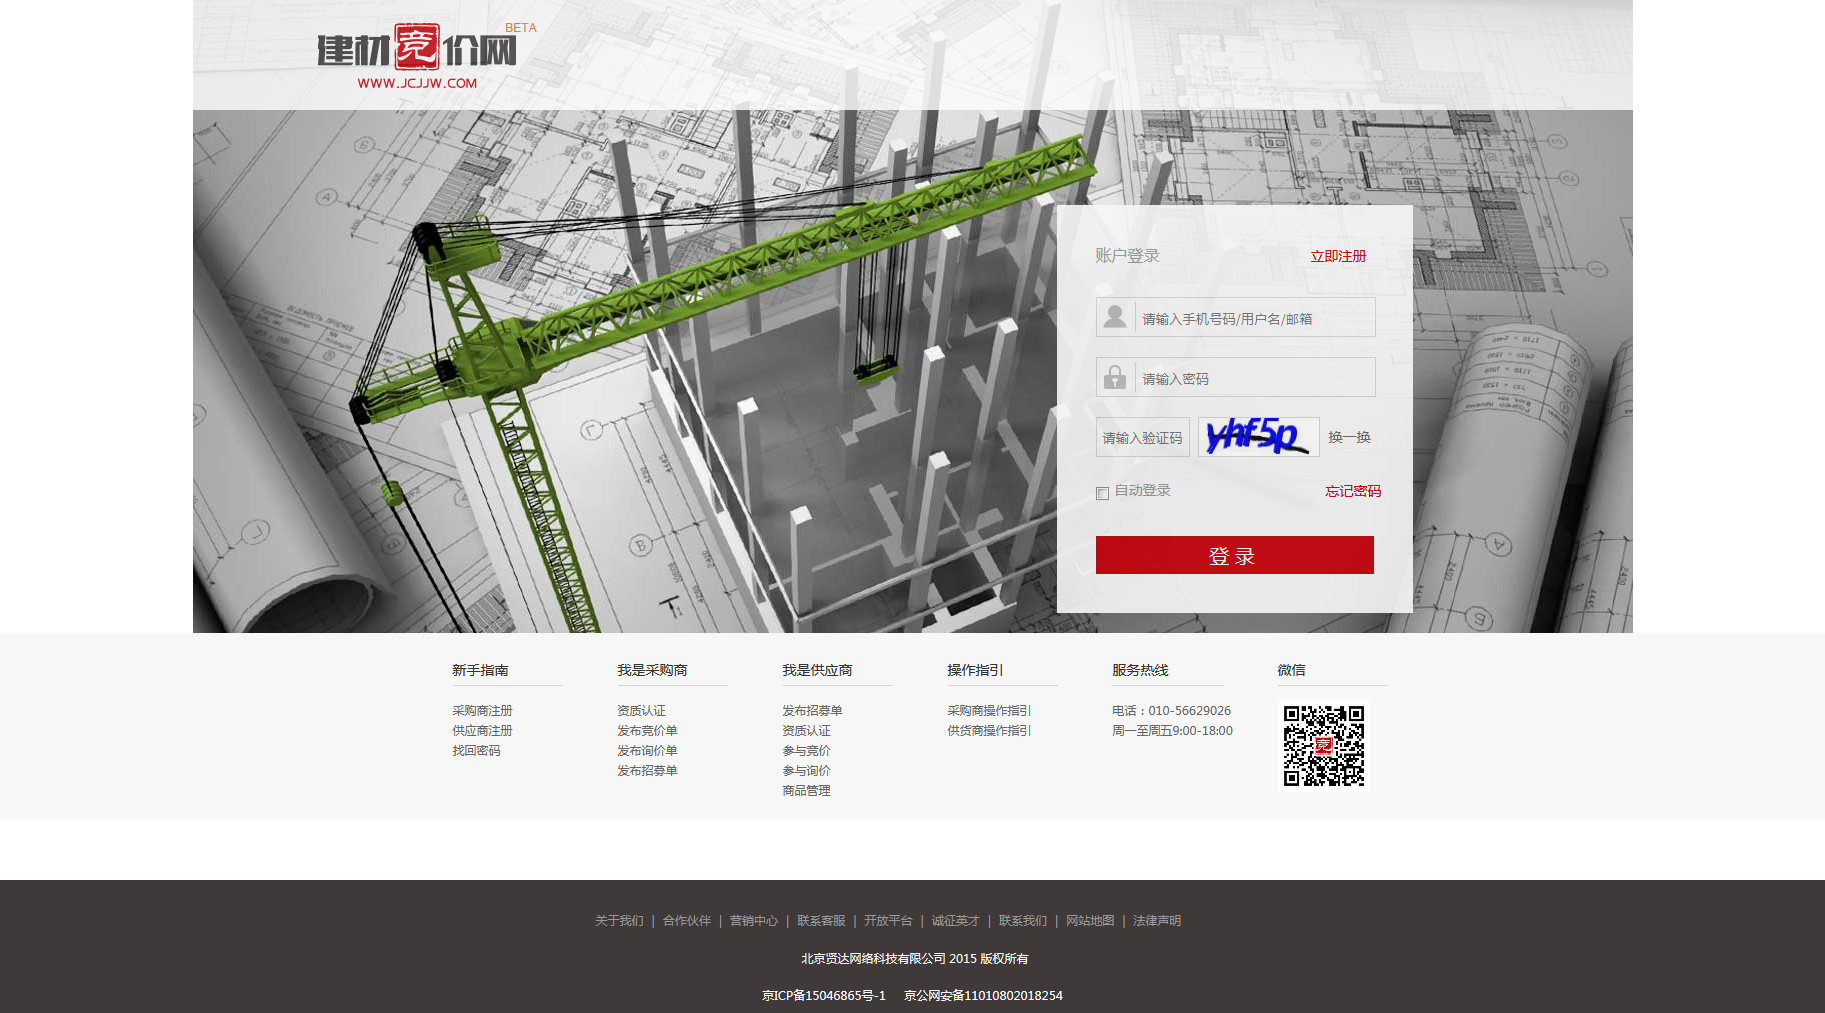 建材竞价网 BETA
WWW.JCJJW.COM
账户登录 立即注册
请输入手机号码/用户名/邮箱
请输入密码
请输入验证码 yhf5p 换一换
自动登录 忘记密码
登录
新手指南 我是采购商 我是供应商 操作指引 服务热线 微信
采购商注册 资质认证 发布招募单 采购商操作指引 电话：010-56629026
供应商注册 发布竞价单 资质认证 供货商操作指引 周一至周五9:00-18:00
找回密码 发布询价单 参与竞价
发布招募单 参与询价
商品管理
竞
关于我们 | 合作伙伴 | 营销中心 | 联系客服 | 开放平台 | 诚征英才 | 联系我们 | 网站地图 | 法律声明
北京贤达网络科技有限公司 2015 版权所有
京ICP备15046865号-1 京公网安备11010802018254